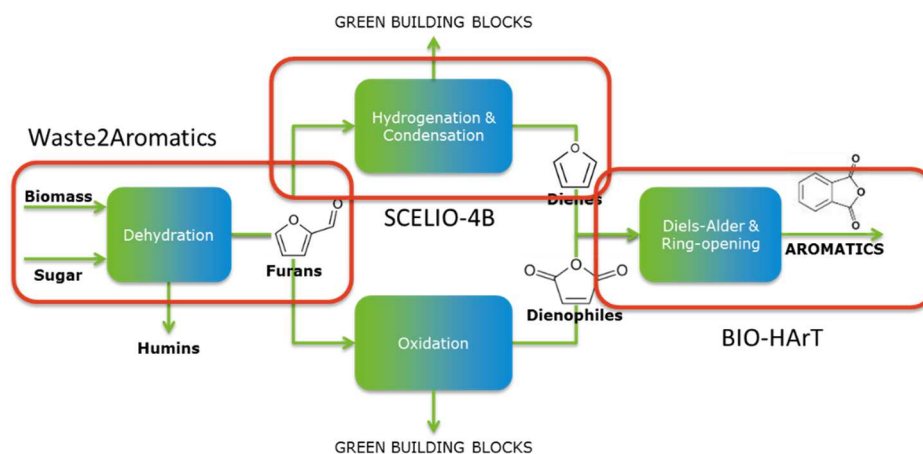 GREEN BUILDING BLOCKS
Hydrogenation &
Condensation
Waste2Aromatics
Biomass
Dehydration
Sugar
O
O
Furans
Humins
SCELIO-4B
O
Dienes
O
O
O
Dienophiles
Oxidation
GREEN BUILDING BLOCKS
Diels-Alder &
Ring-opening
O
O
O
AROMATICS
BIO-HArT